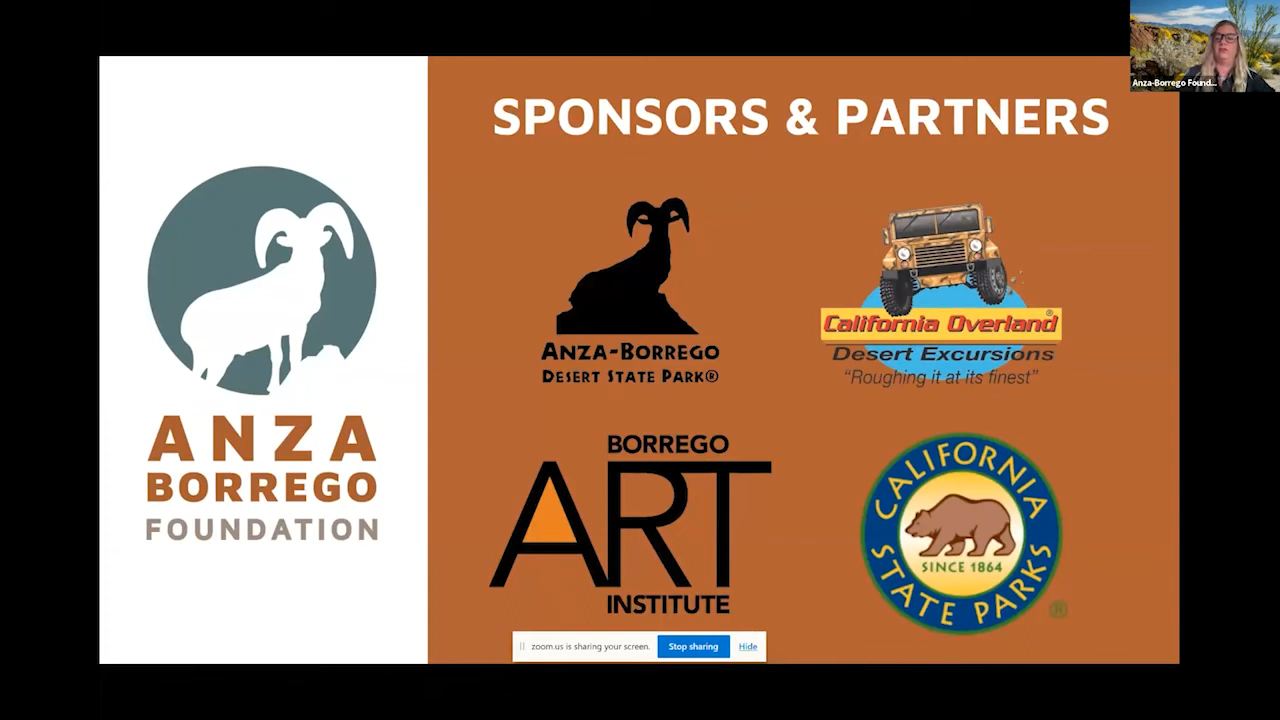 Anza-Borrego Found...
SPONSORS & PARTNERS
ANZA
BORREGO
FOUNDATION
ANZA-BORREGO
DESERT STATE PARK®
California Overland®
Desert Excursions
“Roughing it at its finest”
BORREGO
ART
INSTITUTE
CALIFORNIA
SINCE 1864
STATE PARKS
®
zoom.us is sharing your screen.
Stop sharing
Hide